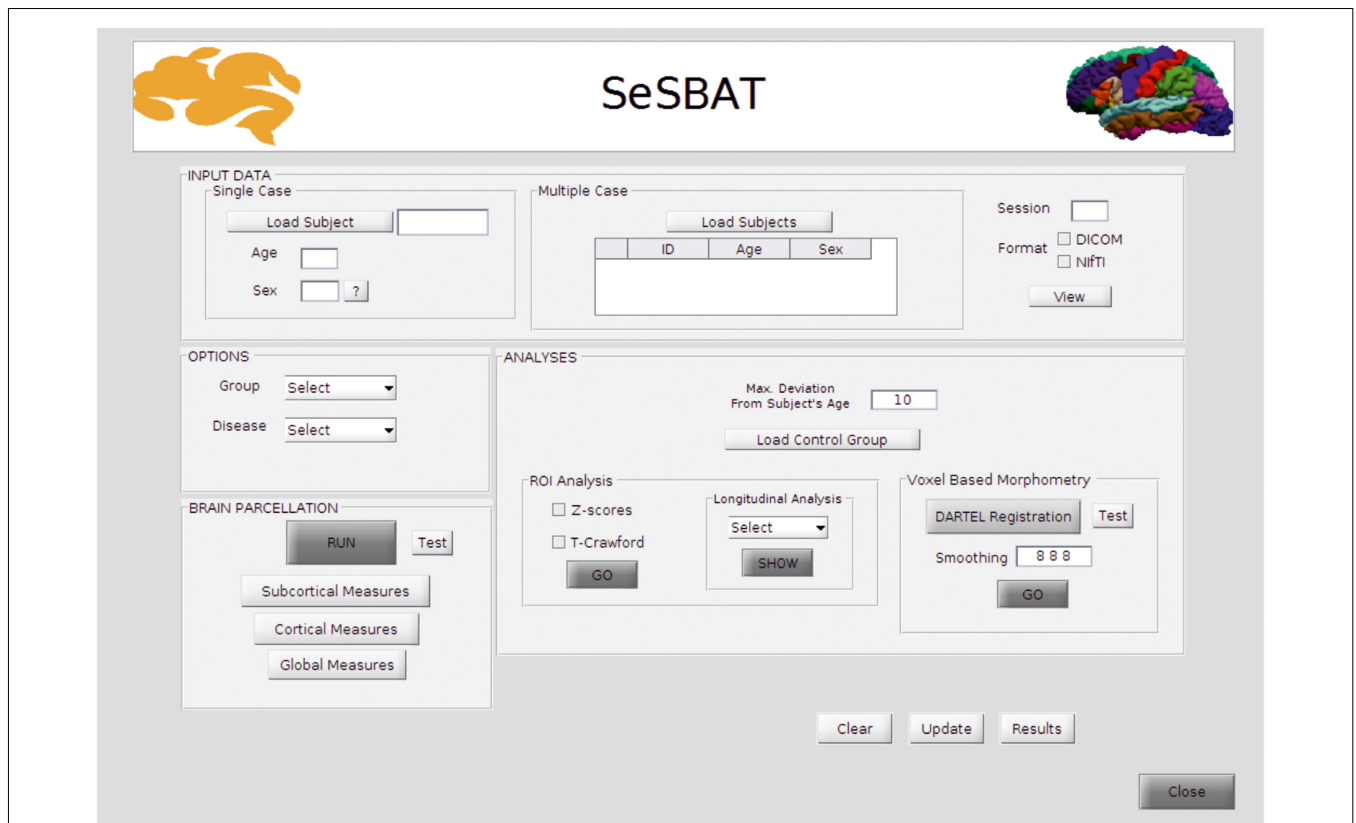 SeSBAT
INPUT DATA
Single Case
Load Subject
Age
Sex ?
Multiple Case
Load Subjects
ID Age Sex
Session
Format DICOM
NIfTI
View
OPTIONS
Group Select
Disease Select
BRAIN PARCELLATION
RUN Test
Subcortical Measures
Cortical Measures
Global Measures
ANALYSES
Max. Deviation
From Subject's Age 10
Load Control Group
ROI Analysis
Z-scores
T-Crawford
GO
Longitudinal Analysis
Select
SHOW
Voxel Based Morphometry
DARTEL Registration Test
Smoothing 8 8 8
GO
Clear Update Results
Close